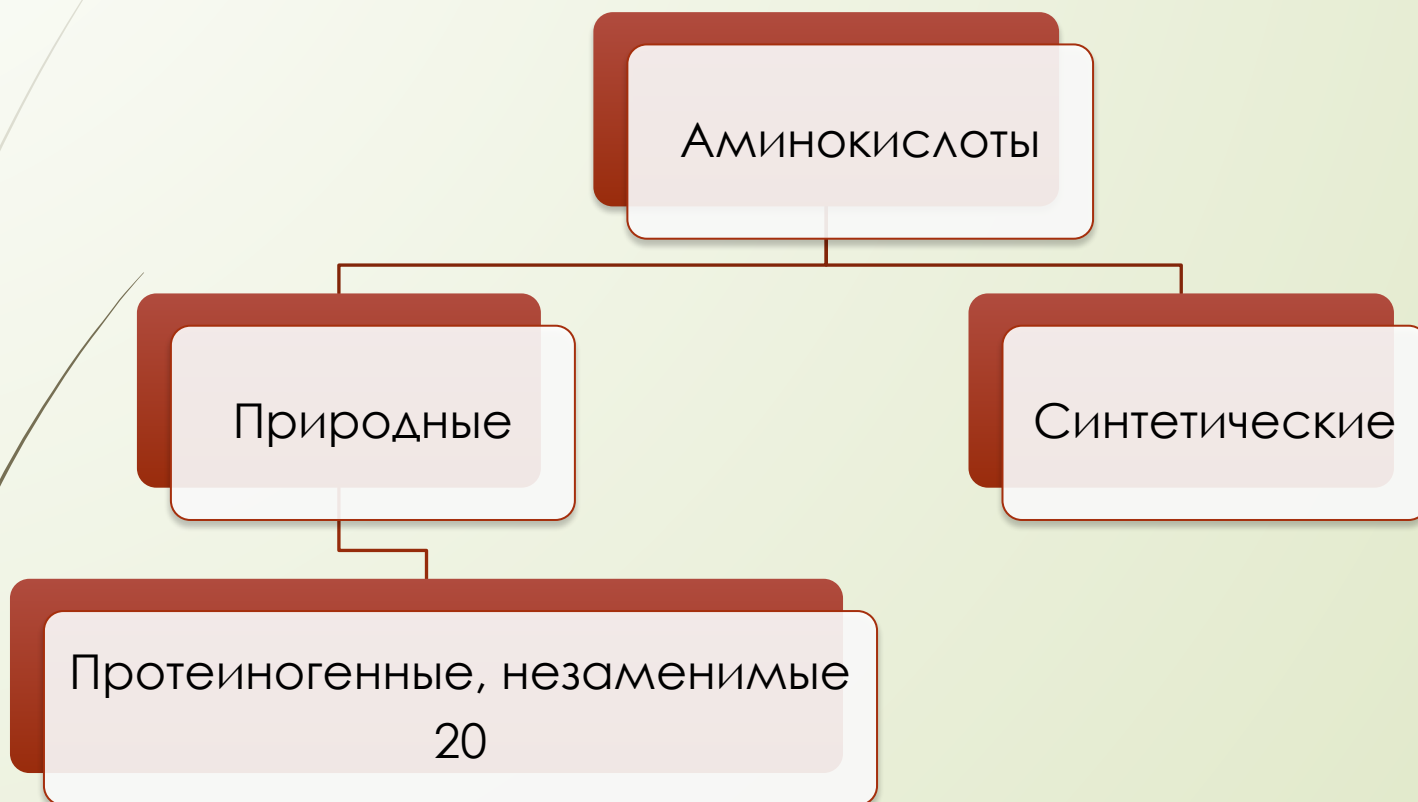 Аминокислоты
Природные
Синтетические
Протеиногенные, незаменимые
20